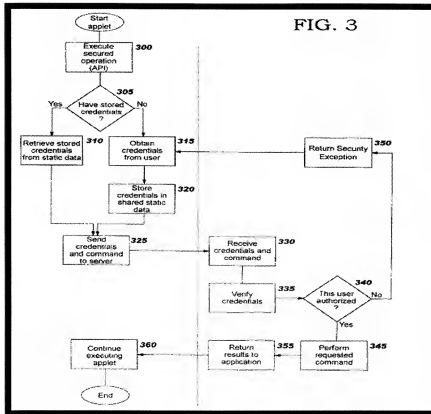 FIG. 3
Start
applet
Execute
secured
operation
(API)
300
305
Have stored
credentials
?
Yes
No
310
Retrieve stored
credentials
from static data
315
Obtain
credentials
from user
350
Return Security
Exception
320
Store
credentials in
shared static
data
325
Send
credentials
and command
to server
330
Receive
credentials and
command
335
Verify
credentials
340
This user
authorized
?
No
Yes
345
Perform
requested
command
355
Return
results to
application
360
Continue
executing
applet
End